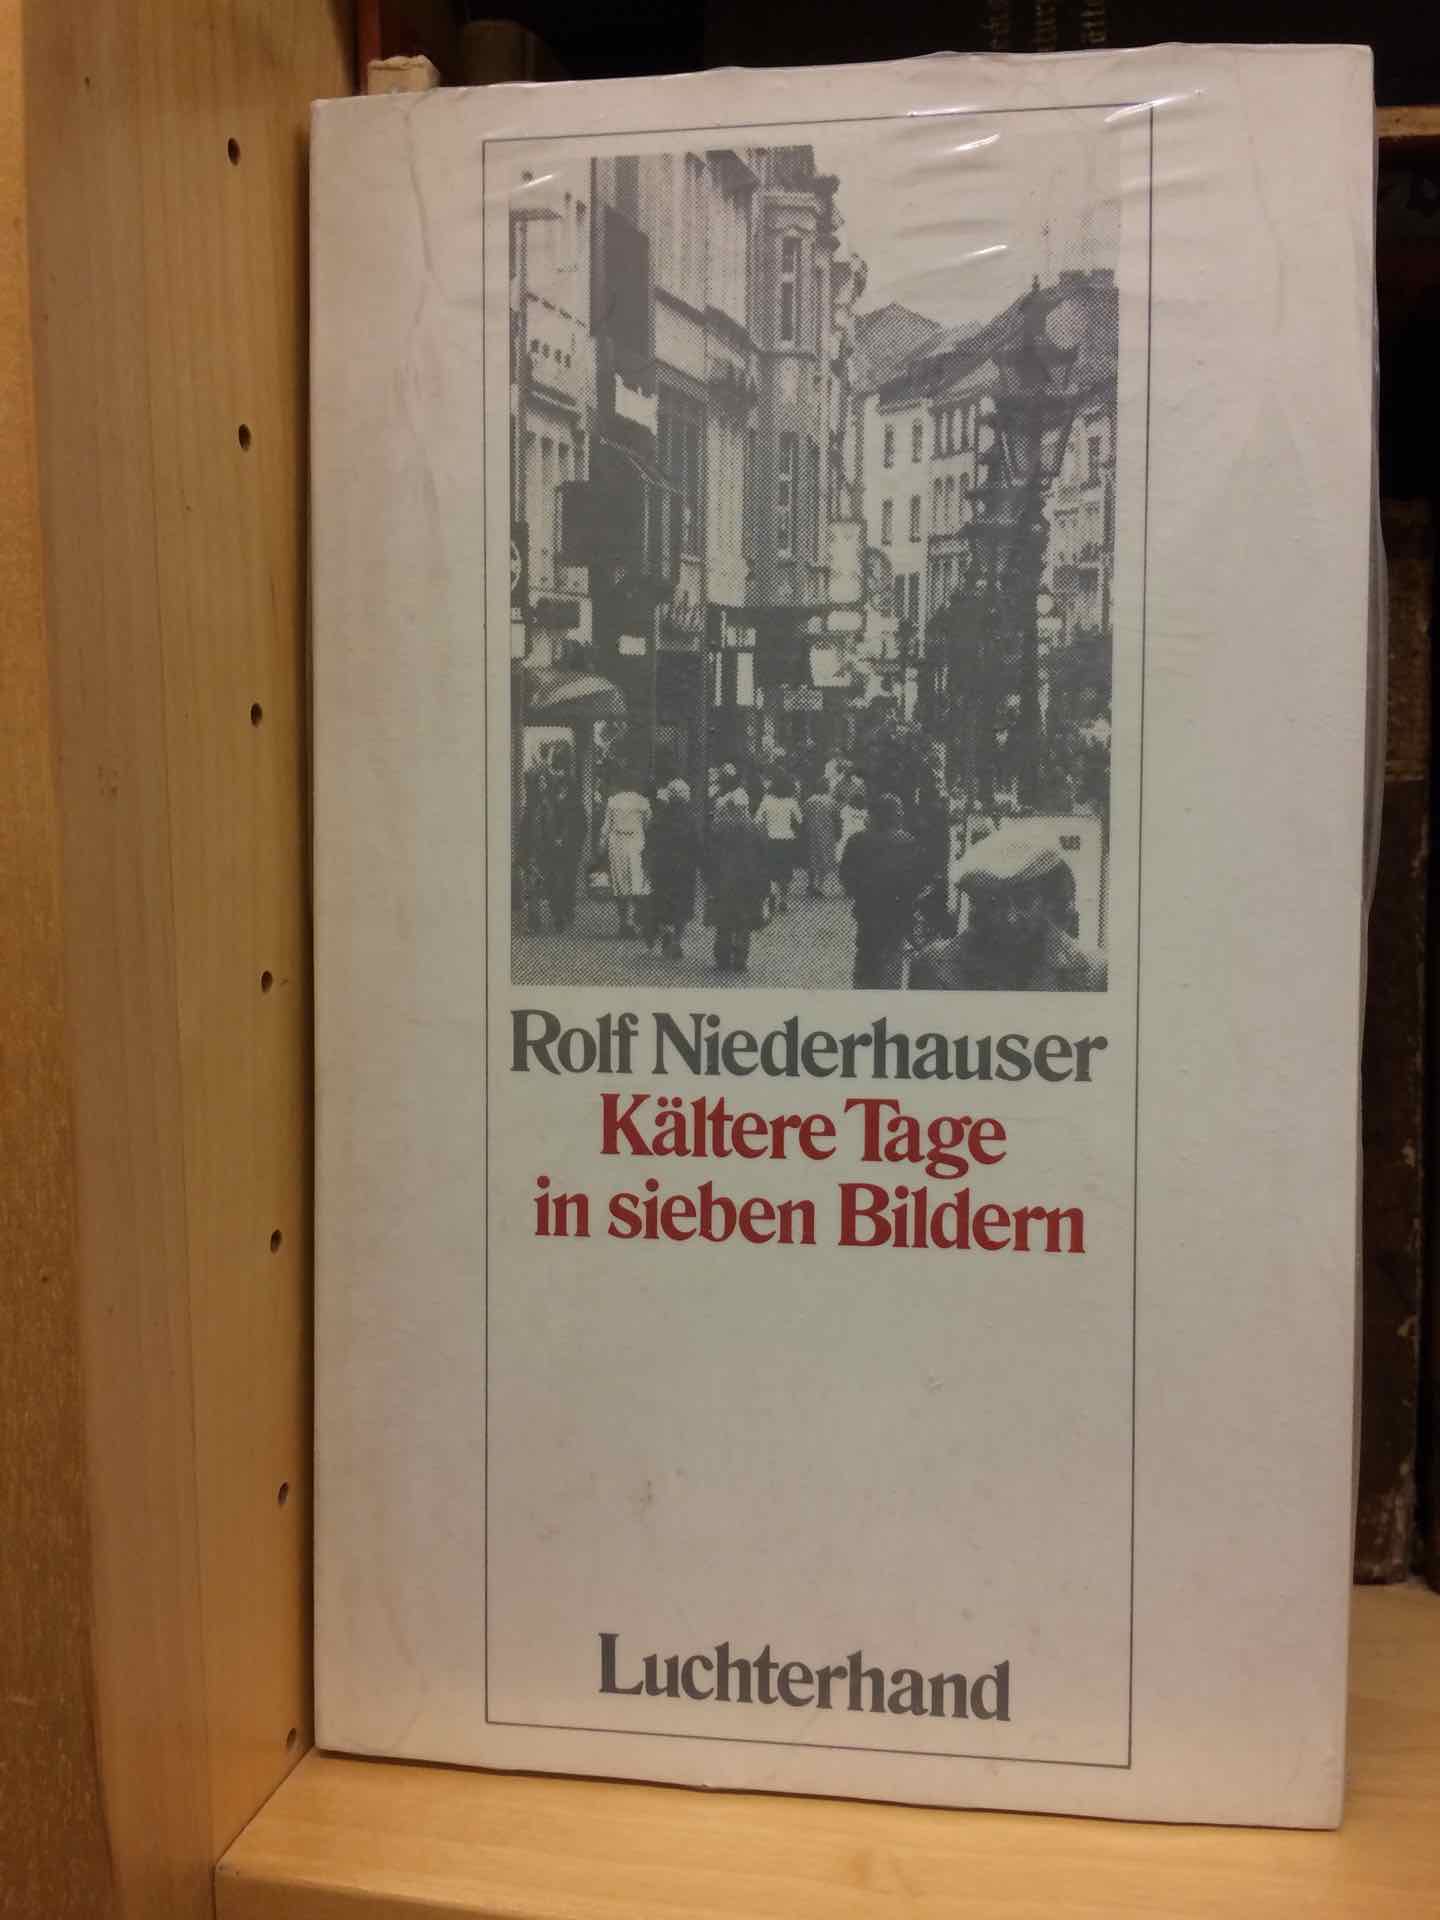 Rolf Niederhauser
Kältere Tage
in sieben Bildern
Luchterhand